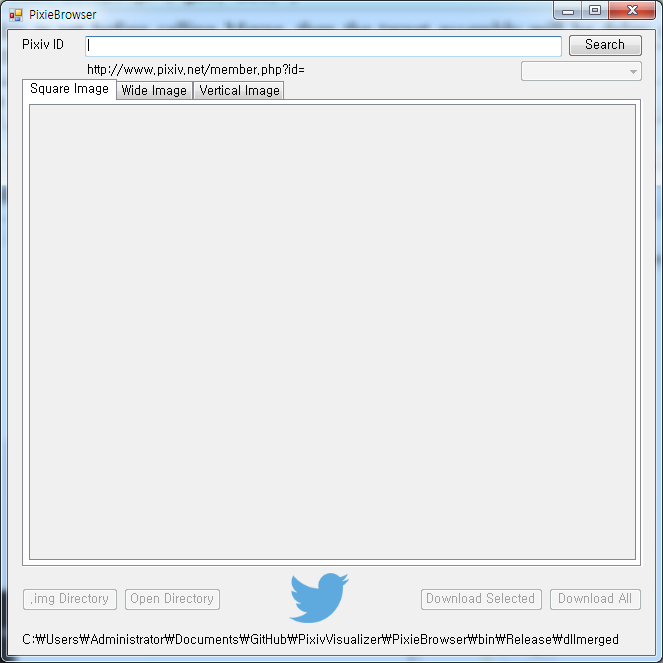 PixieBrowser
Pixiv ID
Search
http://www.pixiv.net/member.php?id=
Square Image
Wide Image
Vertical Image
.img Directory
Open Directory
Download Selected
Download All
C:₩Users₩Administrator₩Documents₩GitHub₩PixivVisualizer₩PixieBrowser₩bin₩Release₩dllmerged